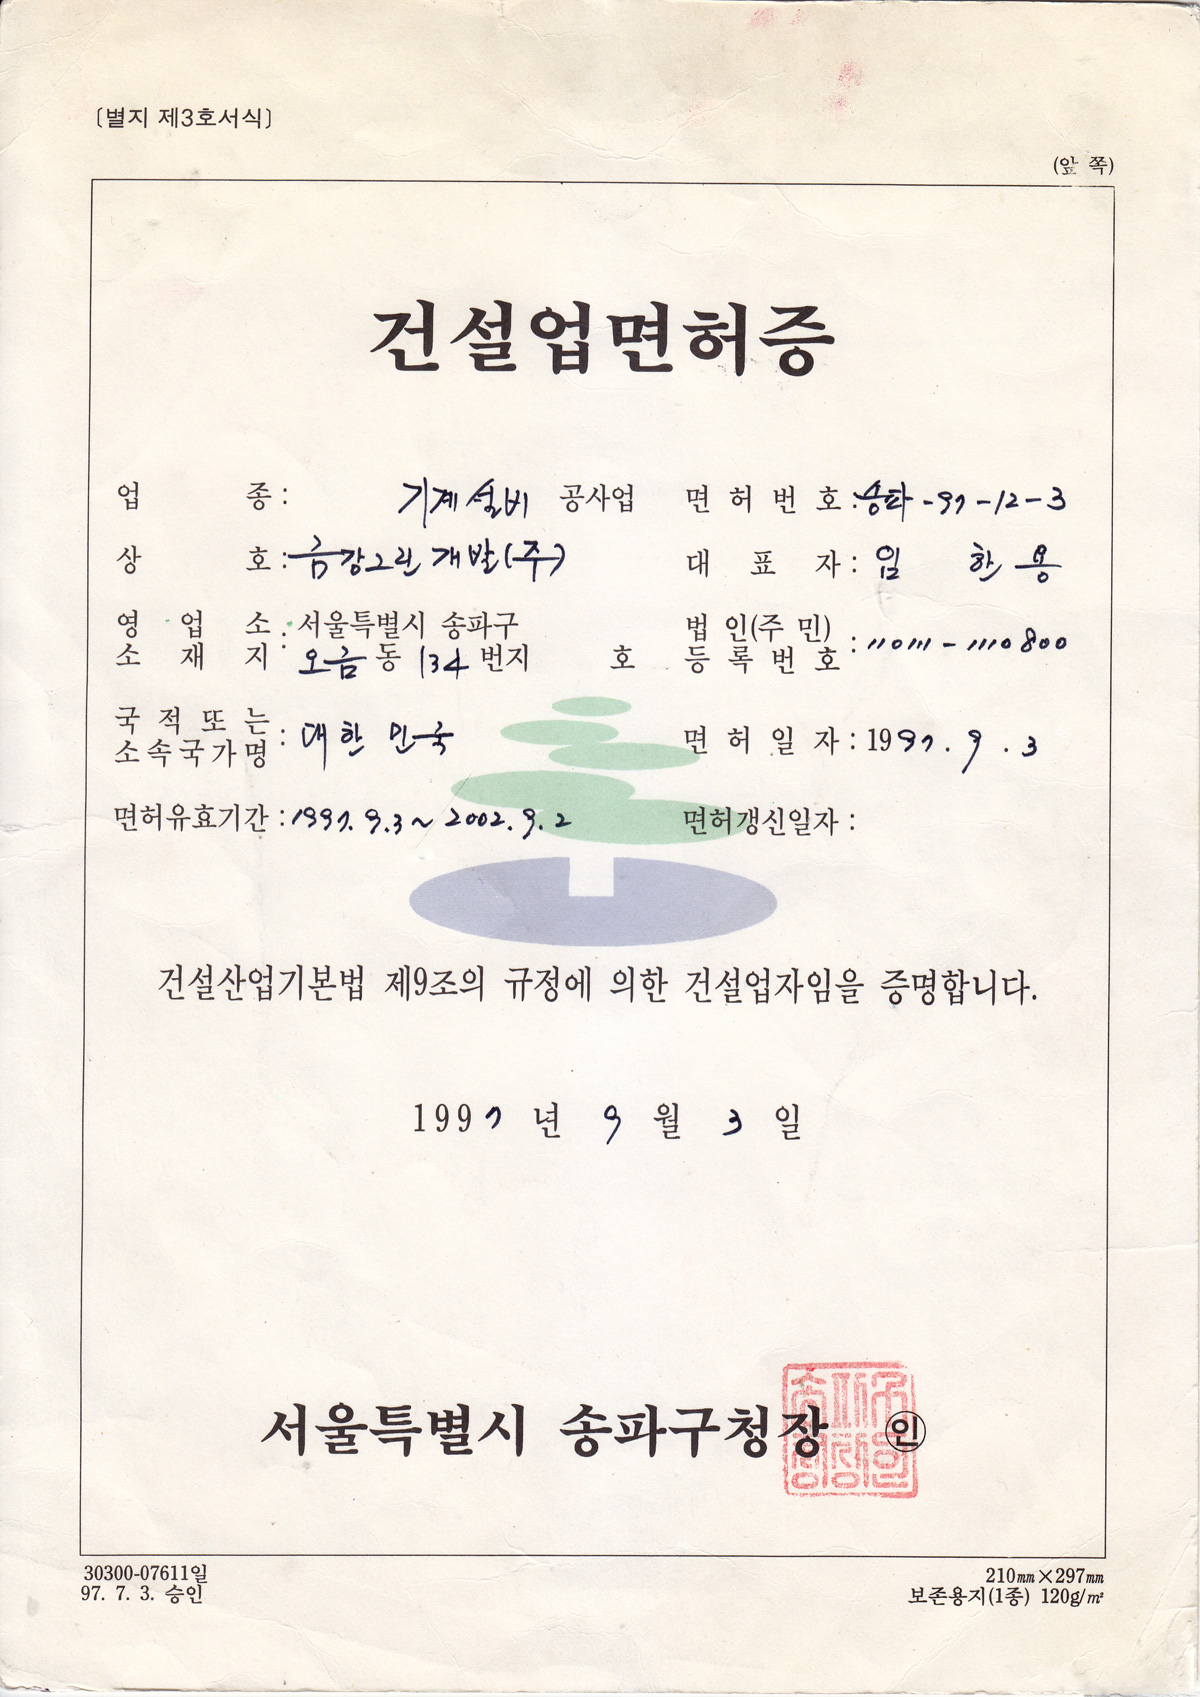 〔별지 제3호서식〕
(앞 쪽)
건설업면허증
업 종 : 기계설비 공사업 면 허 번 호 : 송파-97-12-3
상 호 : 금강그린개발(주) 대 표 자 : 임 한 용
영 업 소 : 서울특별시 송파구 법 인(주 민)
소 재 지 오금동 134 번지 호 등 록 번 호 : 110111-1110800
국 적 또 는
소속국가명 : 대한 민국 면 허 일 자 : 1997. 9. 3
면허유효기간 : 1997. 9. 3 ~ 2002. 9. 2 면허갱신일자 :
건설산업기본법 제9조의 규정에 의한 건설업자임을 증명합니다.
1997 년 9 월 3 일
서울특별시 송파구청장 인
30300-07611일 210㎜×297㎜
97. 7. 3. 승인 보존용지(1종) 120g/㎡